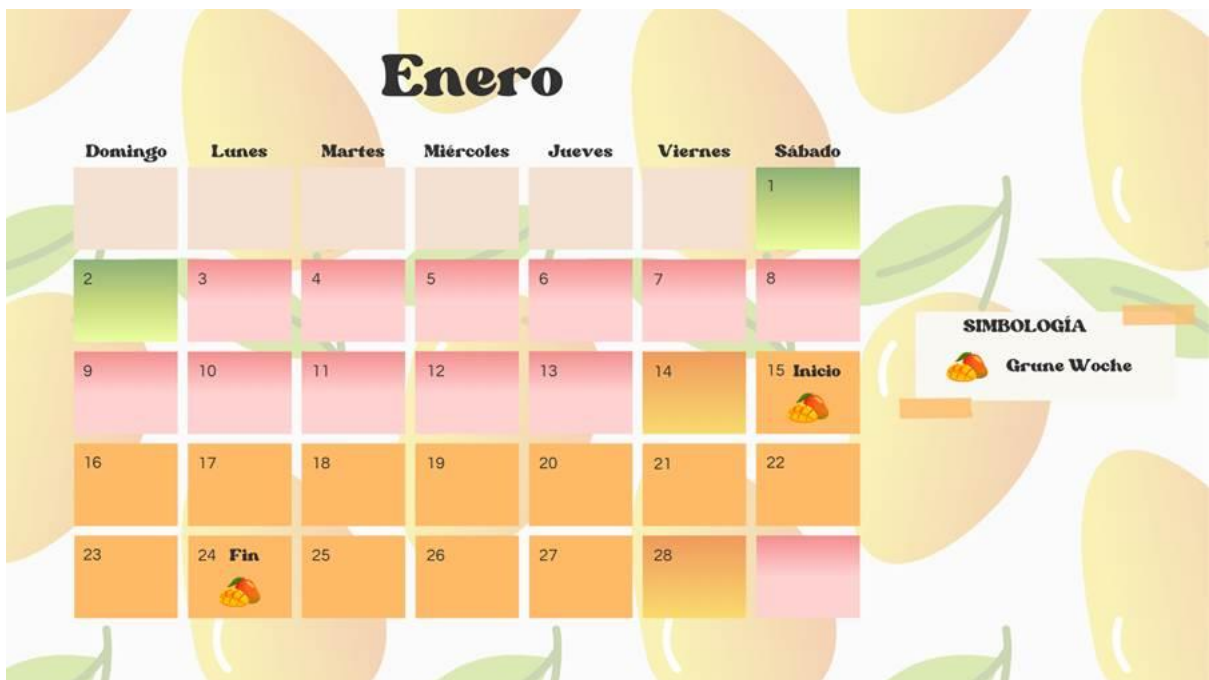 Enero
Domingo Lunes Martes Miércoles Jueves Viernes Sábado
1
2 3 4 5 6 7 8
9 10 11 12 13 14 15 Inicio
16 17 18 19 20 21 22
23 24 Fin 25 26 27 28
SIMBOLOGÍA
Grune Woche